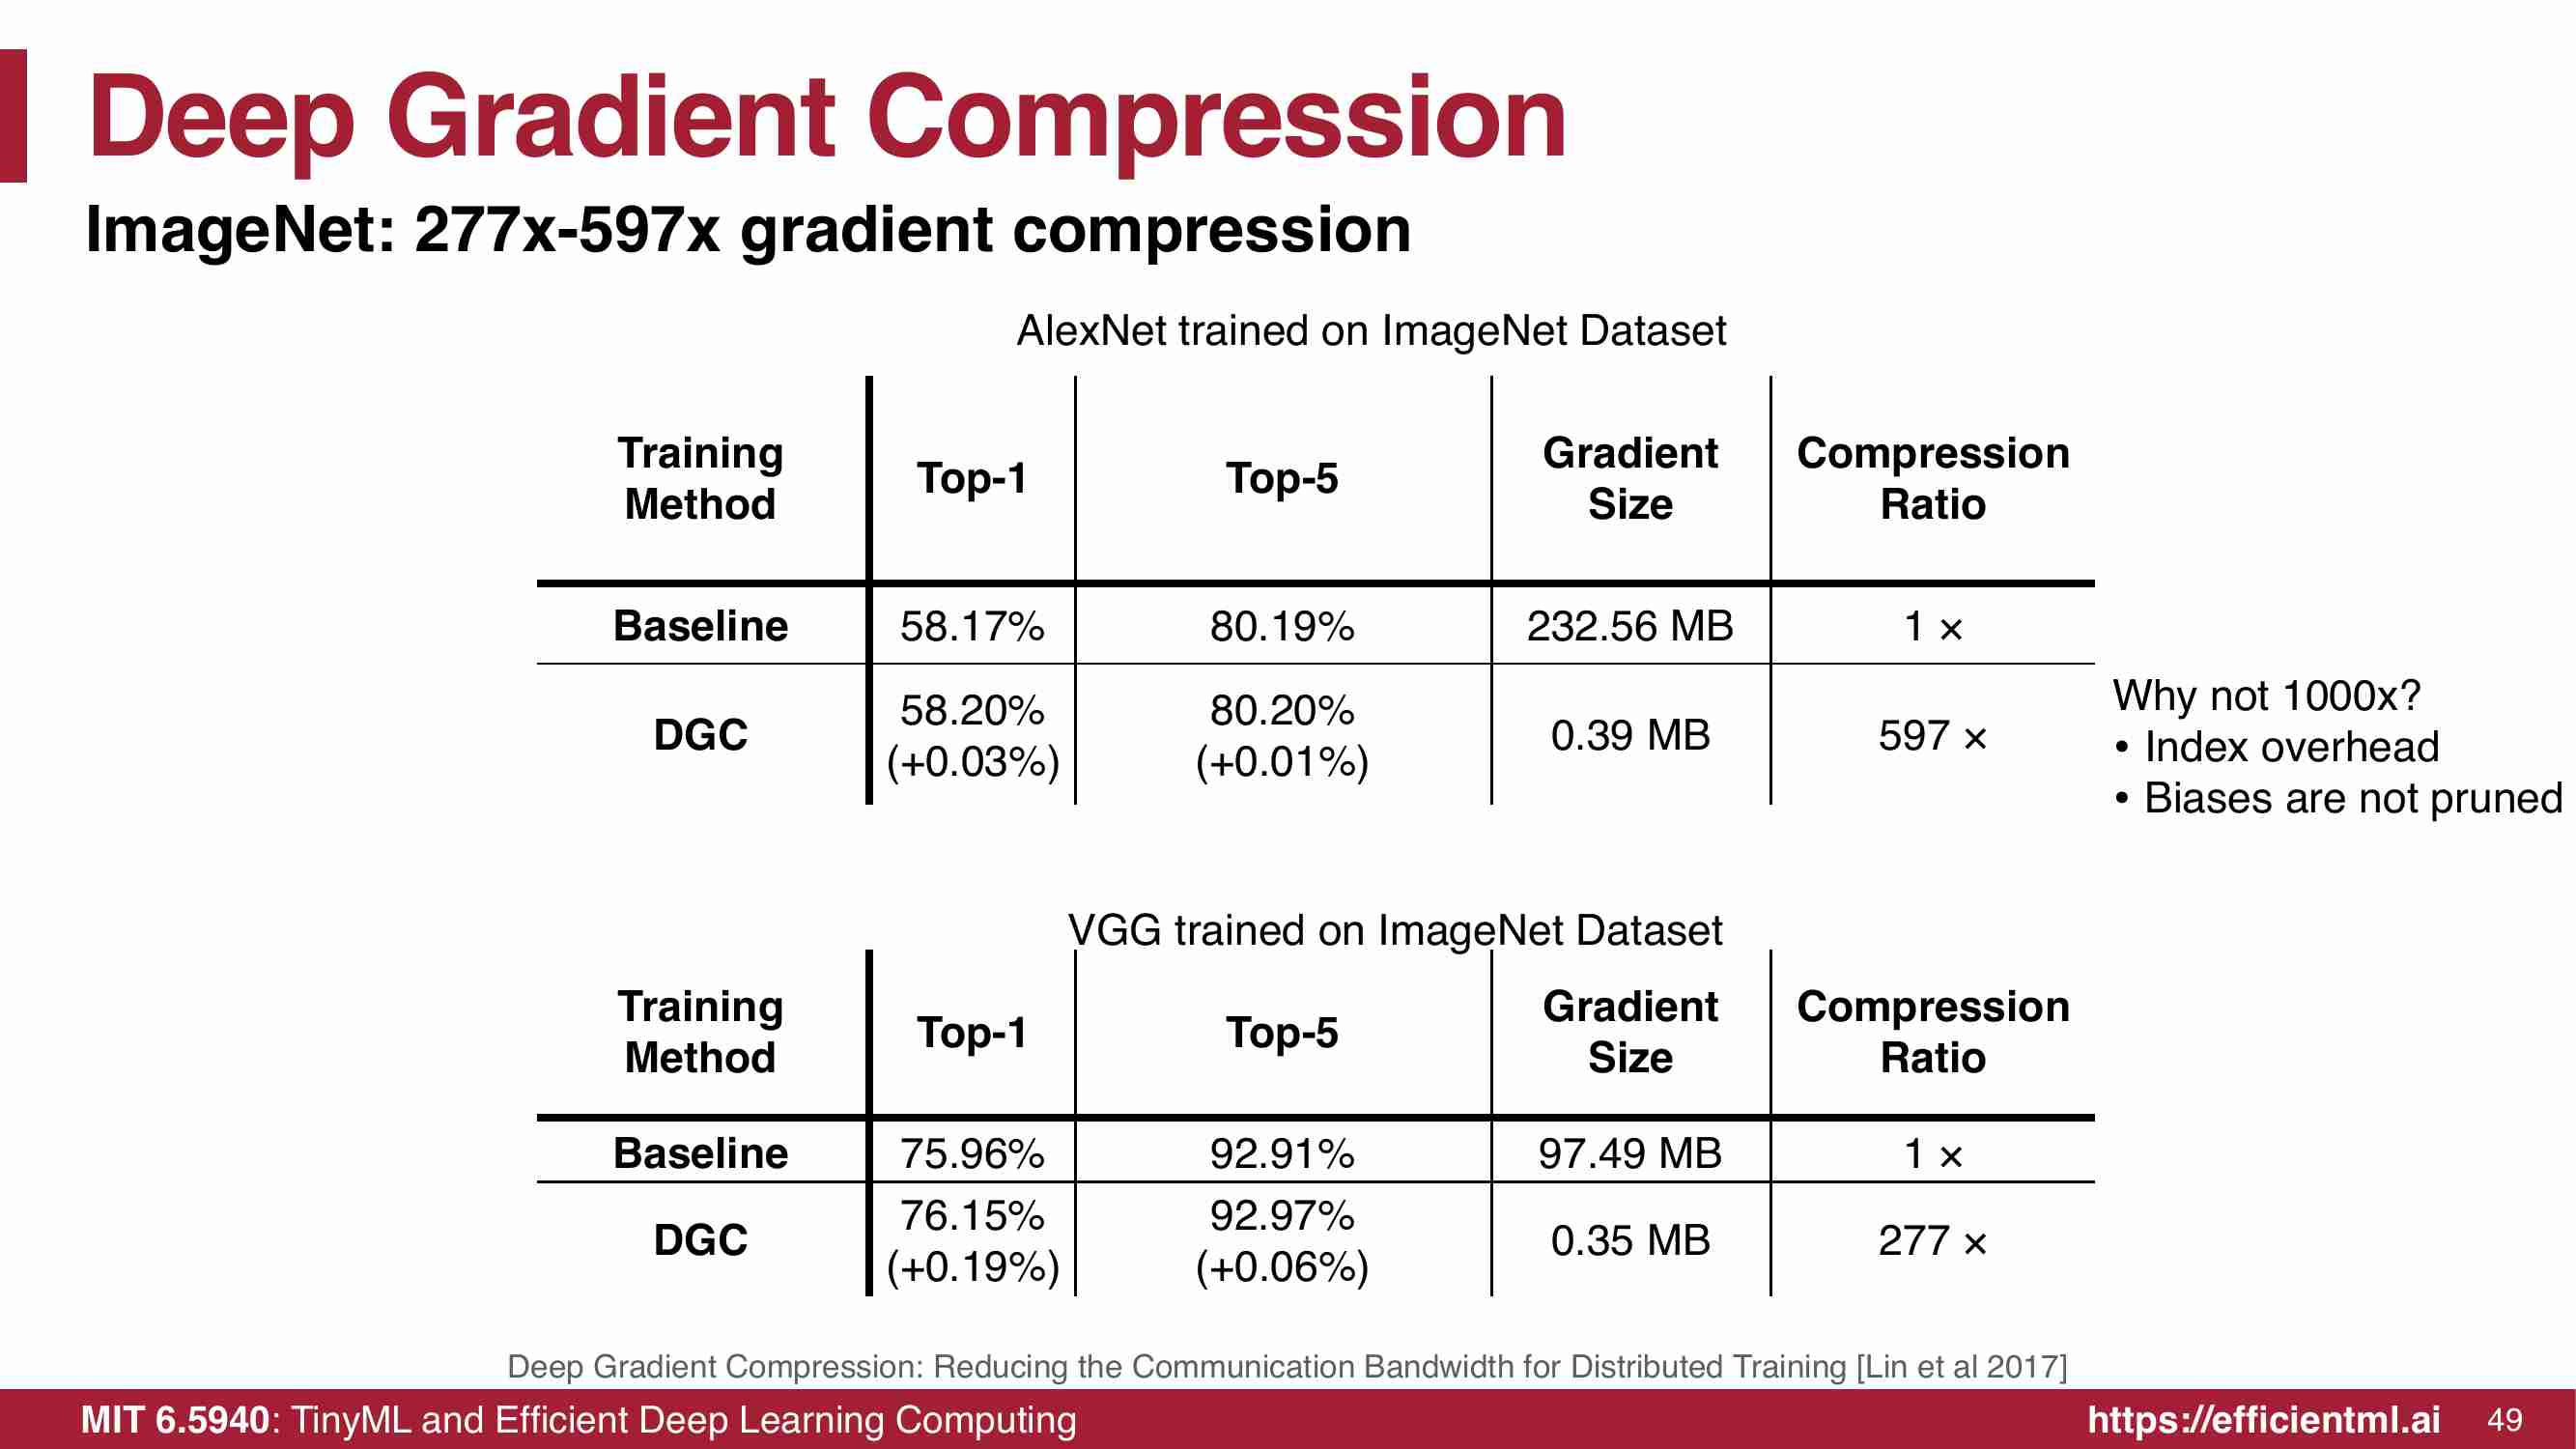 Deep Gradient Compression
ImageNet: 277x-597x gradient compression
AlexNet trained on ImageNet Dataset
Training Method Top-1 Top-5 Gradient Size Compression Ratio
Baseline 58.17% 80.19% 232.56 MB 1 ×
DGC 58.20% (+0.03%) 80.20% (+0.01%) 0.39 MB 597 ×
Why not 1000x?
• Index overhead
• Biases are not pruned
VGG trained on ImageNet Dataset
Training Method Top-1 Top-5 Gradient Size Compression Ratio
Baseline 75.96% 92.91% 97.49 MB 1 ×
DGC 76.15% (+0.19%) 92.97% (+0.06%) 0.35 MB 277 ×
Deep Gradient Compression: Reducing the Communication Bandwidth for Distributed Training [Lin et al 2017]
MIT 6.5940: TinyML and Efficient Deep Learning Computing https://efficientml.ai 49